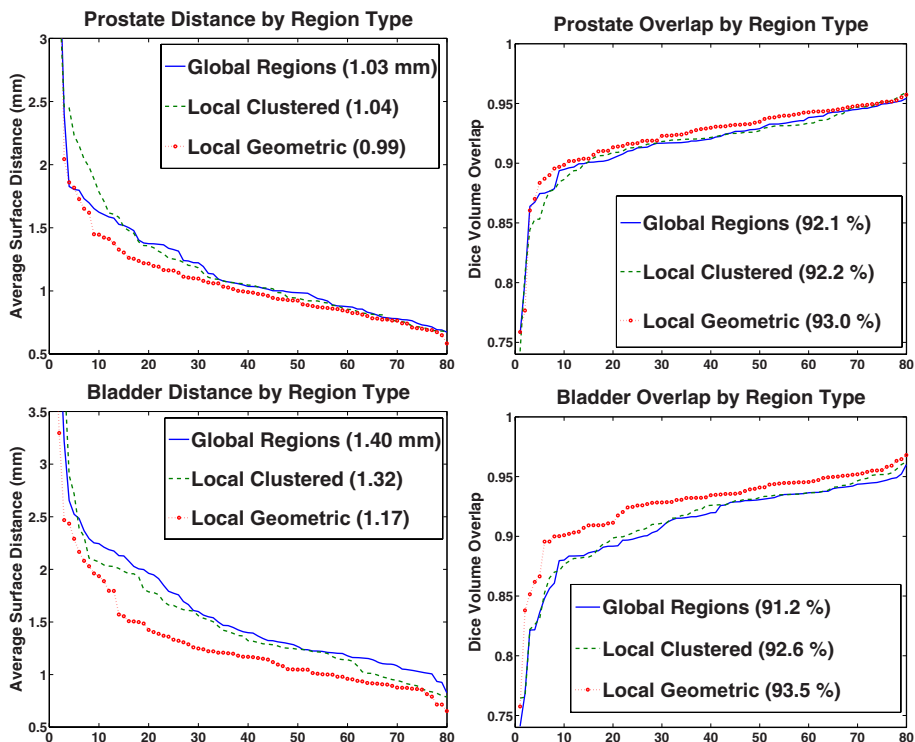 Prostate Distance by Region Type
3
2.5
2
1.5
1
0.5
Average Surface Distance (mm)
Global Regions (1.03 mm)
Local Clustered (1.04)
Local Geometric (0.99)
0 10 20 30 40 50 60 70 80
Prostate Overlap by Region Type
1
0.95
0.9
0.85
0.8
0.75
Dice Volume Overlap
Global Regions (92.1 %)
Local Clustered (92.2 %)
Local Geometric (93.0 %)
0 10 20 30 40 50 60 70 80
Bladder Distance by Region Type
3.5
3
2.5
2
1.5
1
0.5
Average Surface Distance (mm)
Global Regions (1.40 mm)
Local Clustered (1.32)
Local Geometric (1.17)
0 10 20 30 40 50 60 70 80
Bladder Overlap by Region Type
1
0.95
0.9
0.85
0.8
0.75
Dice Volume Overlap
Global Regions (91.2 %)
Local Clustered (92.6 %)
Local Geometric (93.5 %)
0 10 20 30 40 50 60 70 80